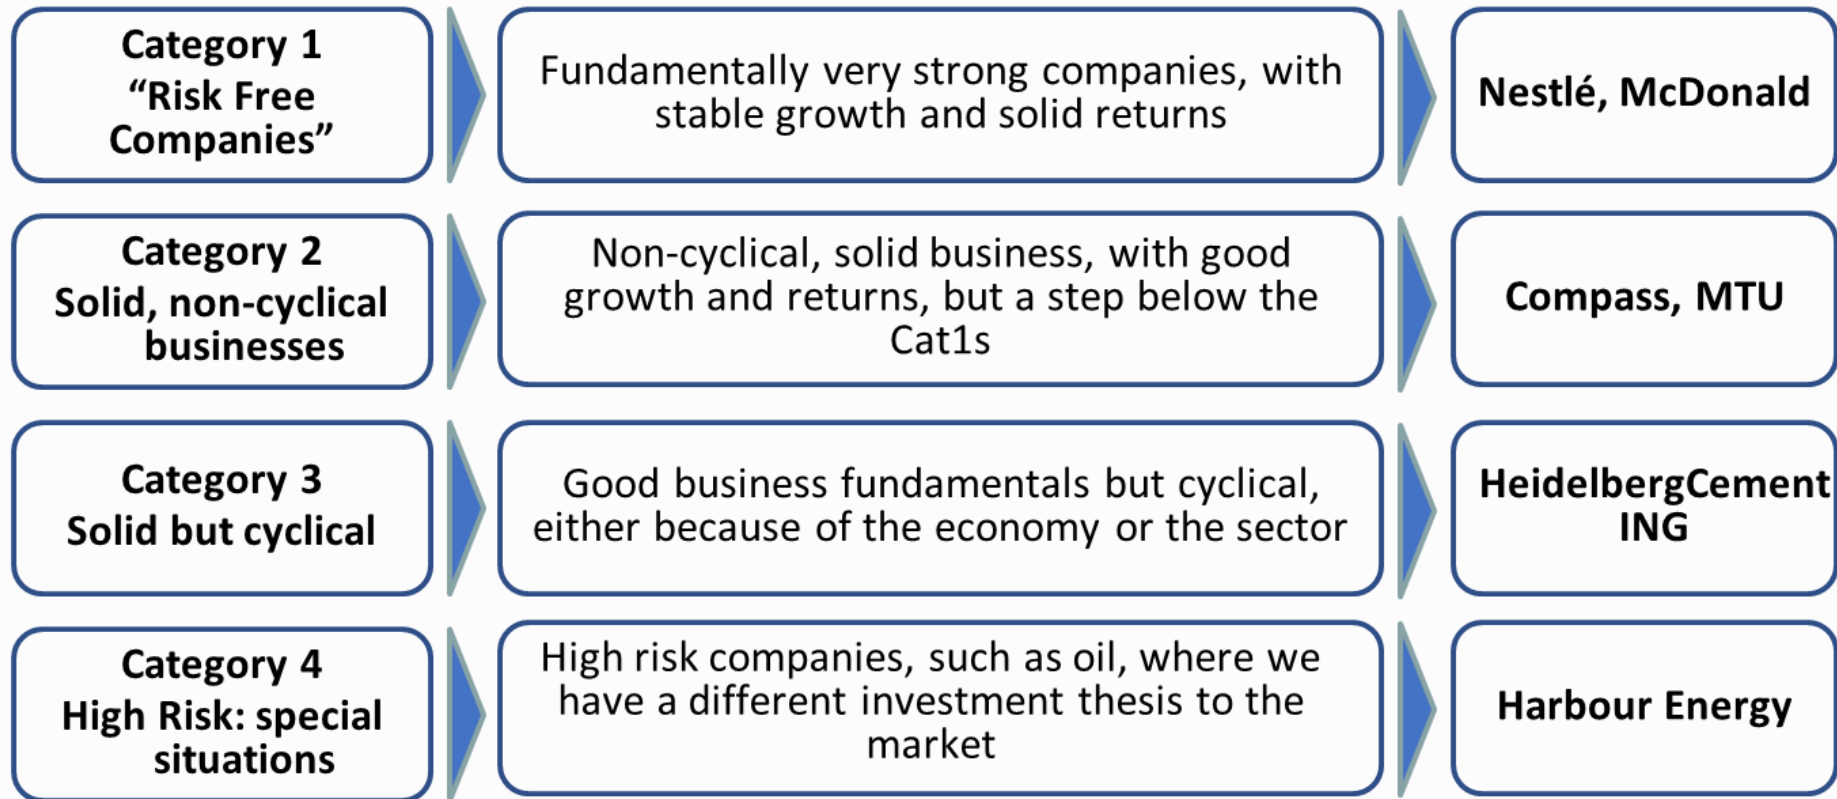 Category 1
“Risk Free
Companies”
Fundamentally very strong companies, with
stable growth and solid returns
Nestlé, McDonald
Category 2
Solid, non-cyclical
businesses
Non-cyclical, solid business, with good
growth and returns, but a step below the
Cat1s
Compass, MTU
Category 3
Solid but cyclical
Good business fundamentals but cyclical,
either because of the economy or the sector
HeidelbergCement
ING
Category 4
High Risk: special
situations
High risk companies, such as oil, where we
have a different investment thesis to the
market
Harbour Energy